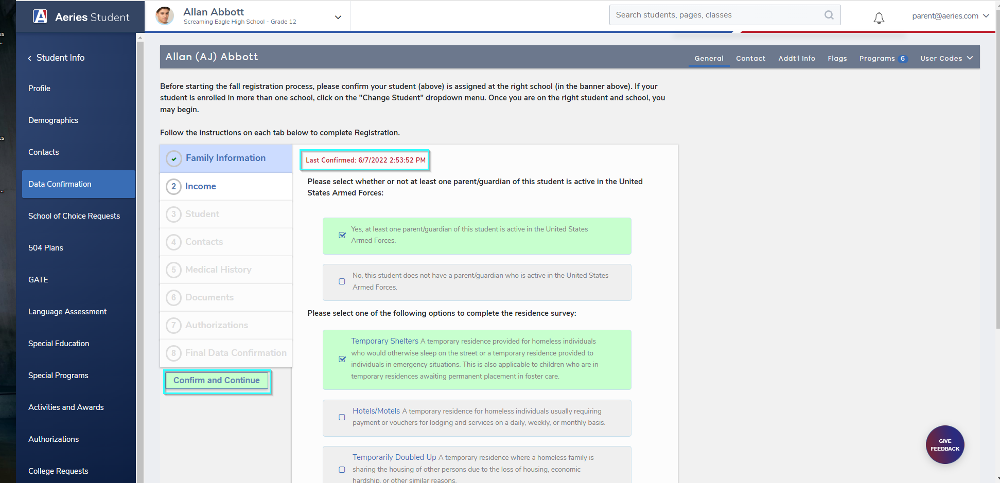 Aeries Student
Allan Abbott
Screaming Eagle High School - Grade 12
Search students, pages, classes
parent@aeries.com
es
..
es
...
Student Info
Profile
Demographics
Contacts
Data Confirmation
School of Choice Requests
504 Plans
GATE
Language Assessment
Special Education
Special Programs
Activities and Awards
Authorizations
College Requests
Allan (AJ) Abbott
General
Contact
Addt'l Info
Flags
Programs 6
User Codes
Before starting the fall registration process, please confirm your student (above) is assigned at the right school (in the banner above). If your
student is enrolled in more than one school, click on the "Change Student" dropdown menu. Once you are on the right student and school, you
may begin.
Follow the instructions on each tab below to complete Registration.
Family Information
2 Income
3 Student
4 Contacts
5 Medical History
6 Documents
7 Authorizations
8 Final Data Confirmation
Confirm and Continue
Last Confirmed: 6/7/2022 2:53:52 PM
Please select whether or not at least one parent/guardian of this student is active in the United
States Armed Forces:
Yes, at least one parent/guardian of this student is active in the United States
Armed Forces.
No, this student does not have a parent/guardian who is active in the United States
Armed Forces.
Please select one of the following options to complete the residence survey:
Temporary Shelters A temporary residence provided for homeless individuals
who would otherwise sleep on the street or a temporary residence provided to
individuals in emergency situations. This is also applicable to children who are in
temporary residences awaiting permanent placement in foster care.
Hotels/Motels A temporary residence for homeless individuals usually requiring
payment or vouchers for lodging and services on a daily, weekly, or monthly basis.
Temporarily Doubled Up A temporary residence where a homeless family is
sharing the housing of other persons due to the loss of housing, economic
hardship, or other similar reasons.
GIVE
FEEDBACK